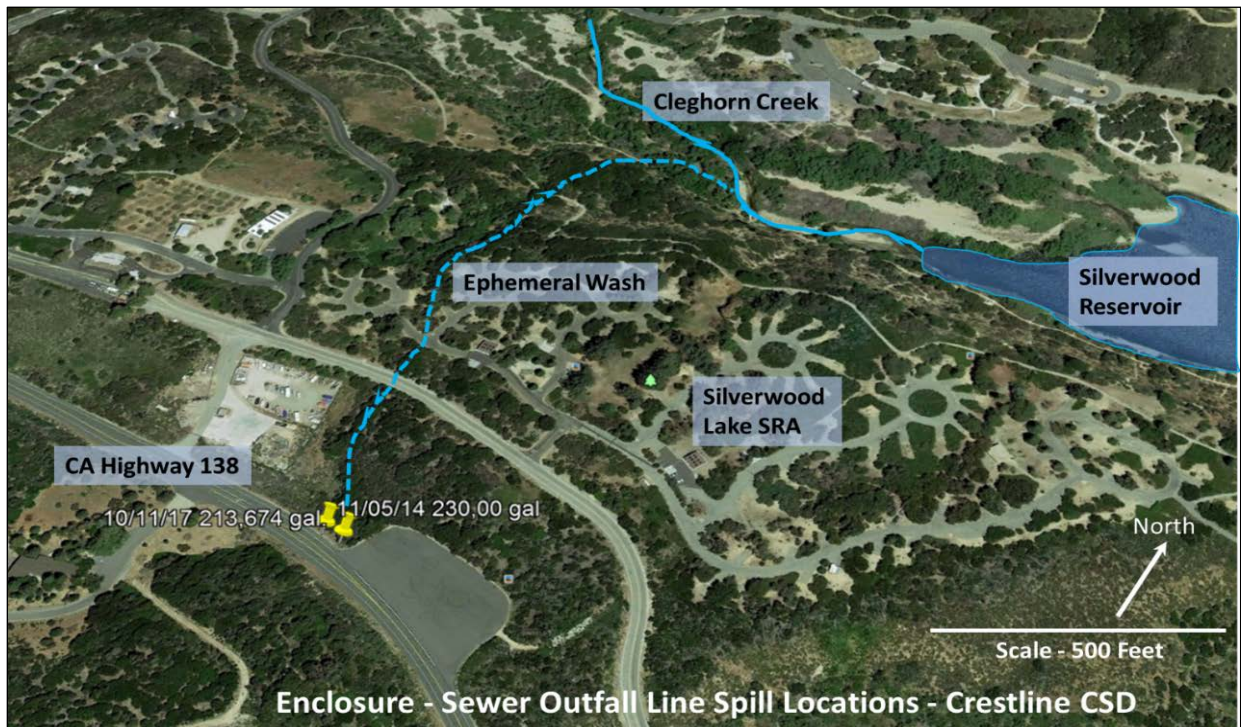 Cleghorn Creek
Ephemeral Wash
Silverwood
Reservoir
Silverwood
Lake SRA
CA Highway 138
10/11/17 213,674 gal
11/05/14 230,00 gal
North
Scale - 500 Feet
Enclosure - Sewer Outfall Line Spill Locations - Crestline CSD